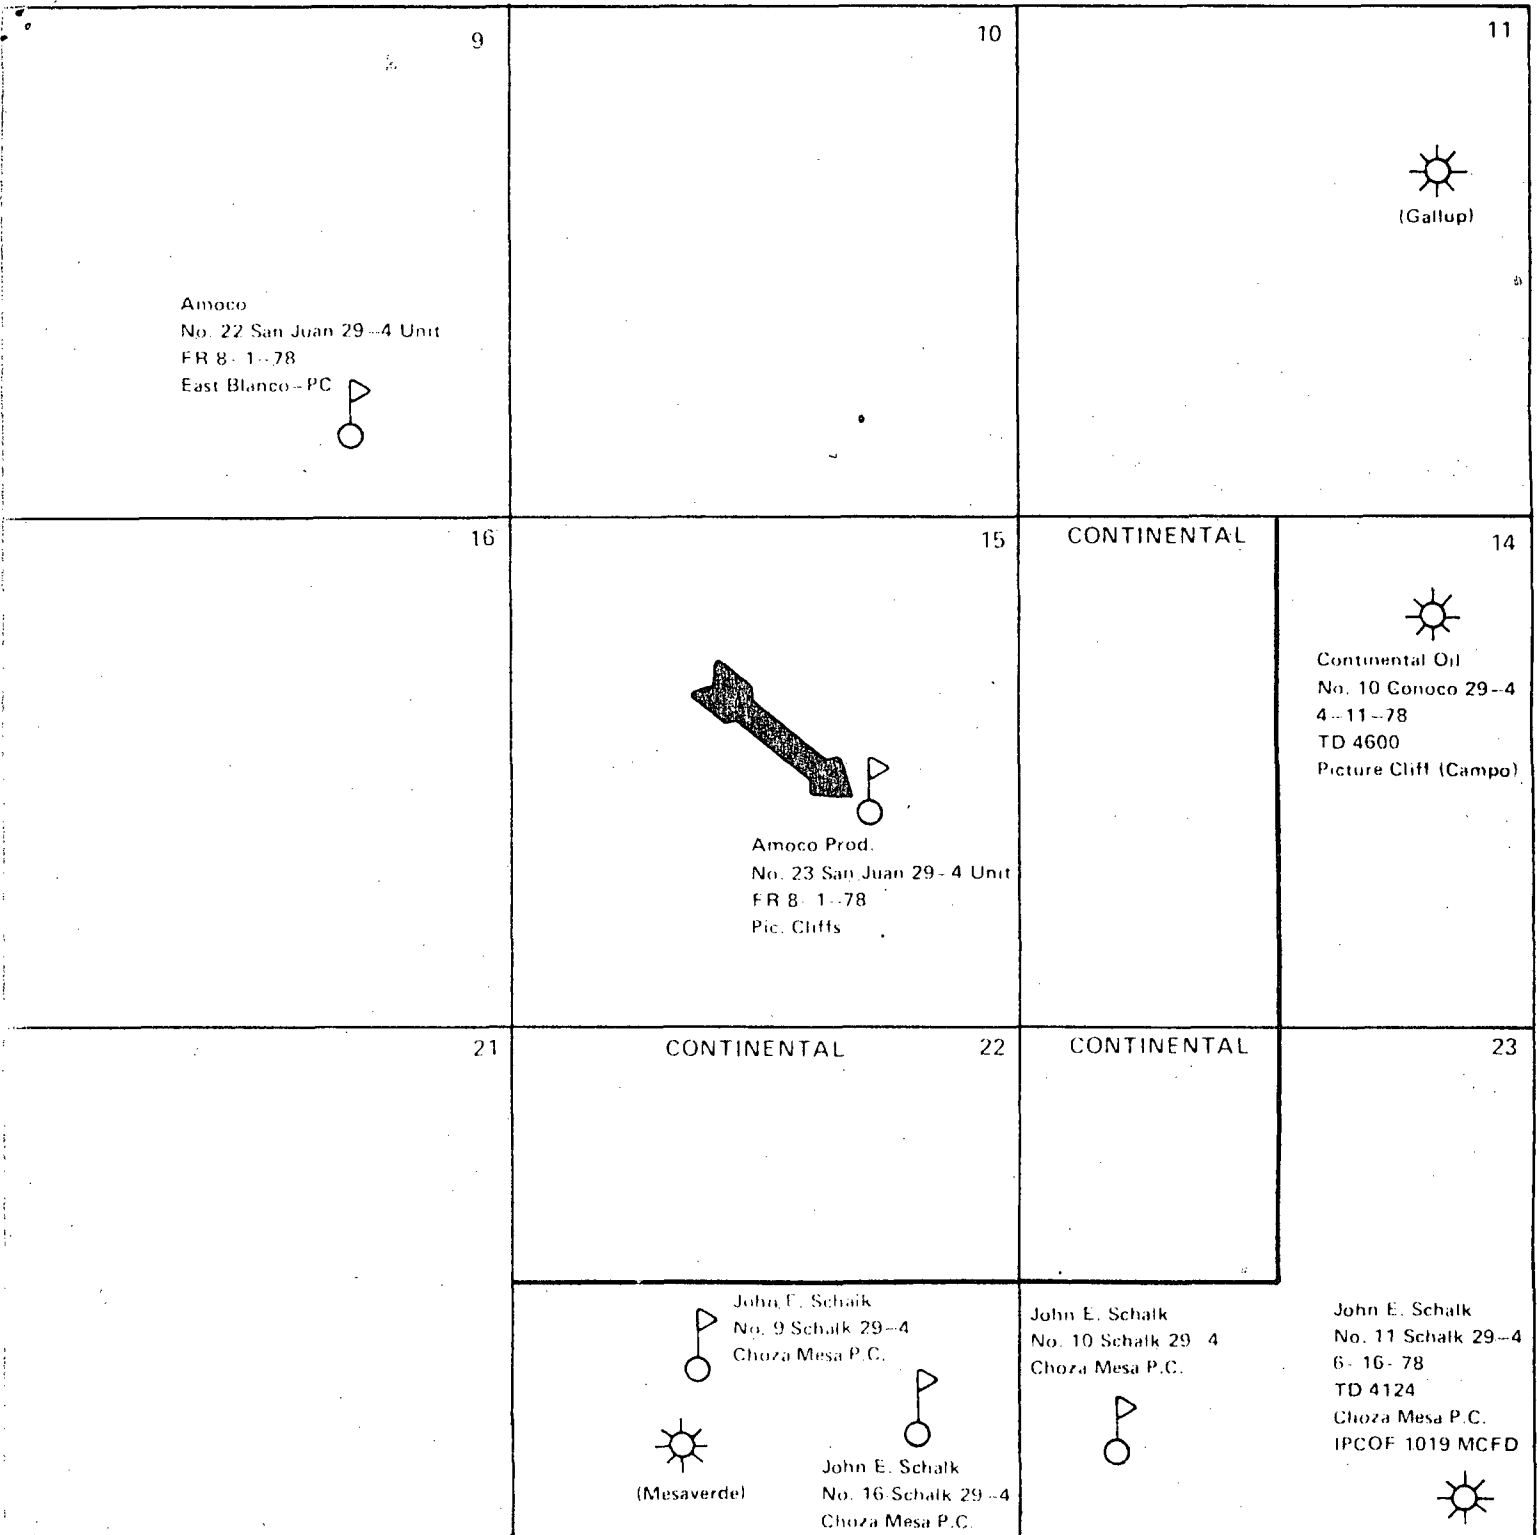 9
10
11
(Gallup)
Amoco
No. 22 San Juan 29-4 Unit
FR 8-1-78
East Blanco-PC
16
15
CONTINENTAL
14
Continental Oil
No. 10 Conoco 29-4
4-11-78
TD 4600
Picture Cliff (Campo)
Amoco Prod.
No. 23 San Juan 29-4 Unit
FR 8-1-78
Pic. Cliffs
21
CONTINENTAL
22
CONTINENTAL
23
John E. Schalk
No. 9 Schalk 29-4
Choza Mesa P.C.
John E. Schalk
No. 10 Schalk 29 4
Choza Mesa P.C.
John E. Schalk
No. 11 Schalk 29-4
6-16-78
TD 4124
Choza Mesa P.C.
IPCOF 1019 MCFD
(Mesaverde)
John E. Schalk
No. 16 Schalk 29-4
Choza Mesa P.C.